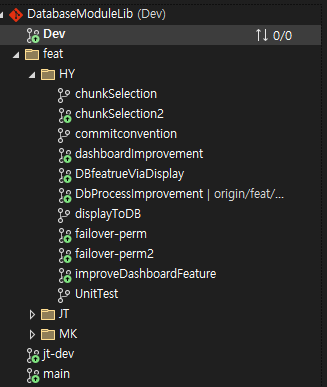 DatabaseModuleLib (Dev)
Dev 0/0
feat
HY
chunkSelection
chunkSelection2
commitconvention
dashboardImprovement
DBfeatrueViaDisplay
DbProcessImprovement | origin/feat/...
displayToDB
failover-perm
failover-perm2
improveDashboardFeature
UnitTest
JT
MK
jt-dev
main